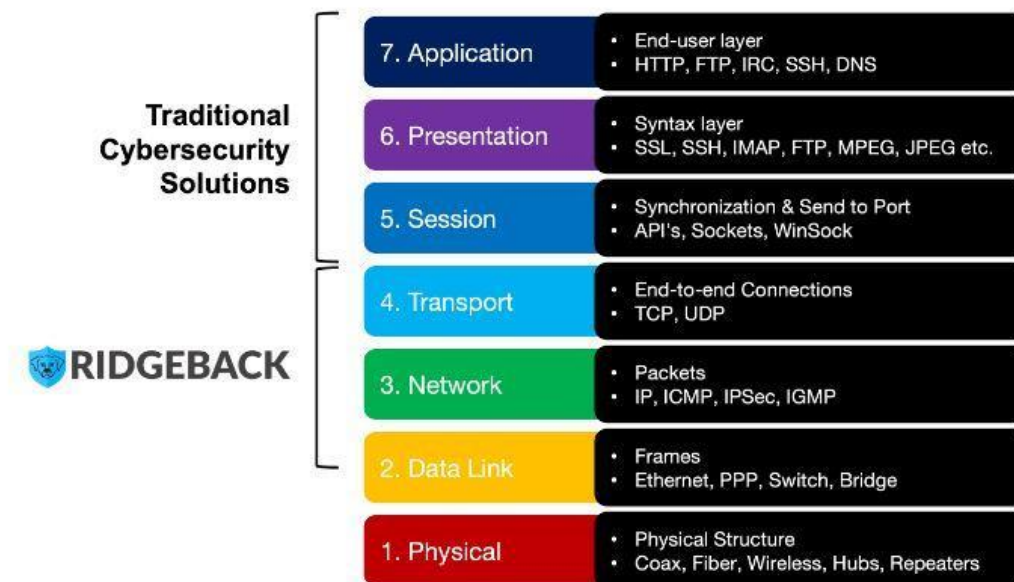 7. Application
• End-user layer
• HTTP, FTP, IRC, SSH, DNS
Traditional
Cybersecurity
Solutions
6. Presentation
• Syntax layer
• SSL, SSH, IMAP, FTP, MPEG, JPEG etc.
5. Session
• Synchronization & Send to Port
• API's, Sockets, WinSock
4. Transport
• End-to-end Connections
• TCP, UDP
RIDGEBACK
3. Network
• Packets
• IP, ICMP, IPSec, IGMP
2. Data Link
• Frames
• Ethernet, PPP, Switch, Bridge
1. Physical
• Physical Structure
• Coax, Fiber, Wireless, Hubs, Repeaters